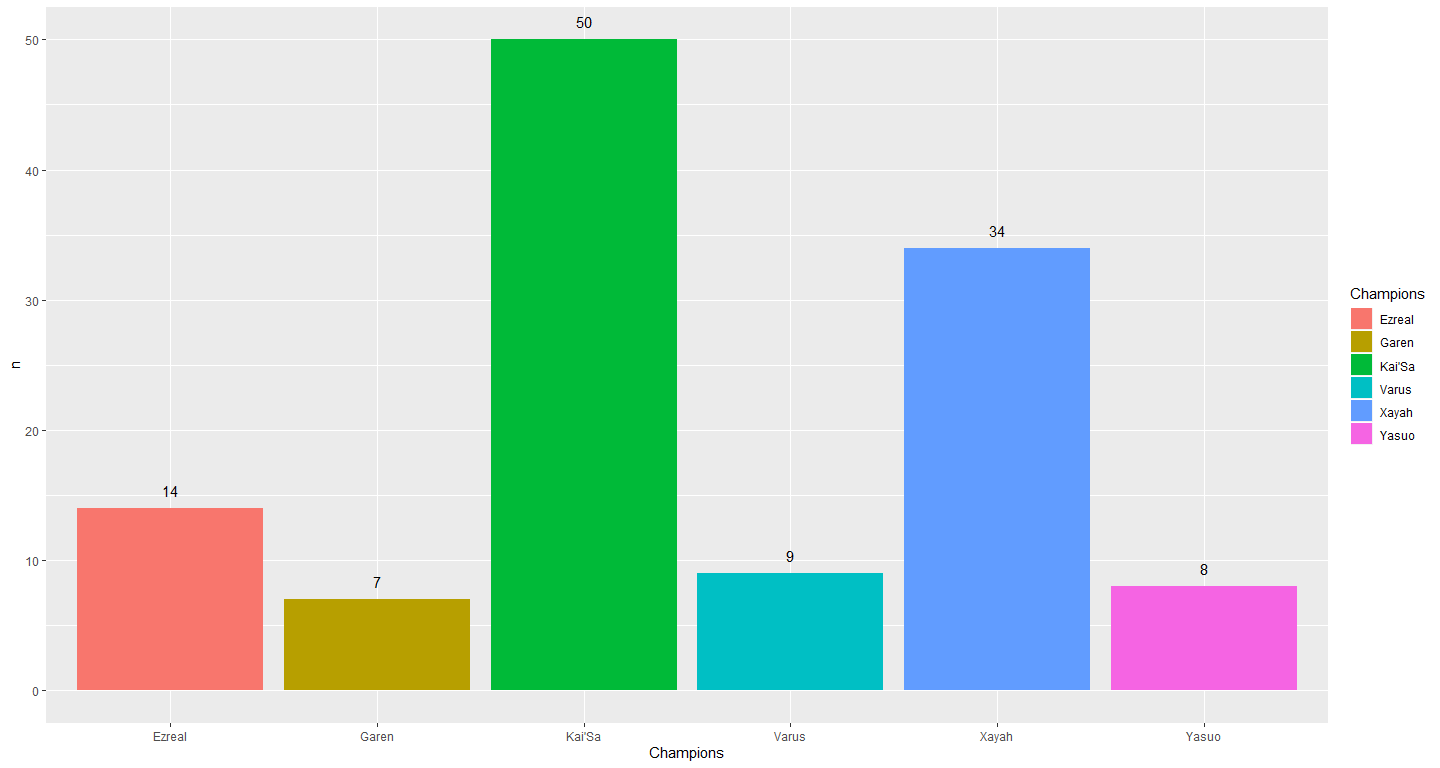 50
50
40
34
30
20
14
10
9
8
7
0
n
Ezreal
Garen
Kai'Sa
Varus
Xayah
Yasuo
Champions
Champions
Ezreal
Garen
Kai'Sa
Varus
Xayah
Yasuo